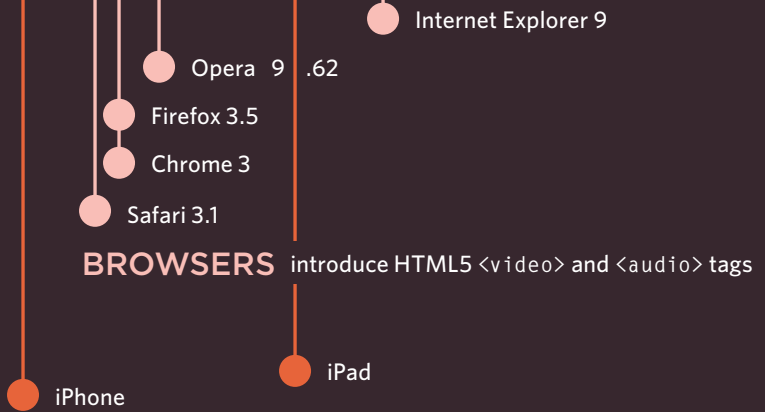 Internet Explorer 9
Opera 9 .62
Firefox 3.5
Chrome 3
Safari 3.1
BROWSERS introduce HTML5 <video> and <audio> tags
iPad
iPhone